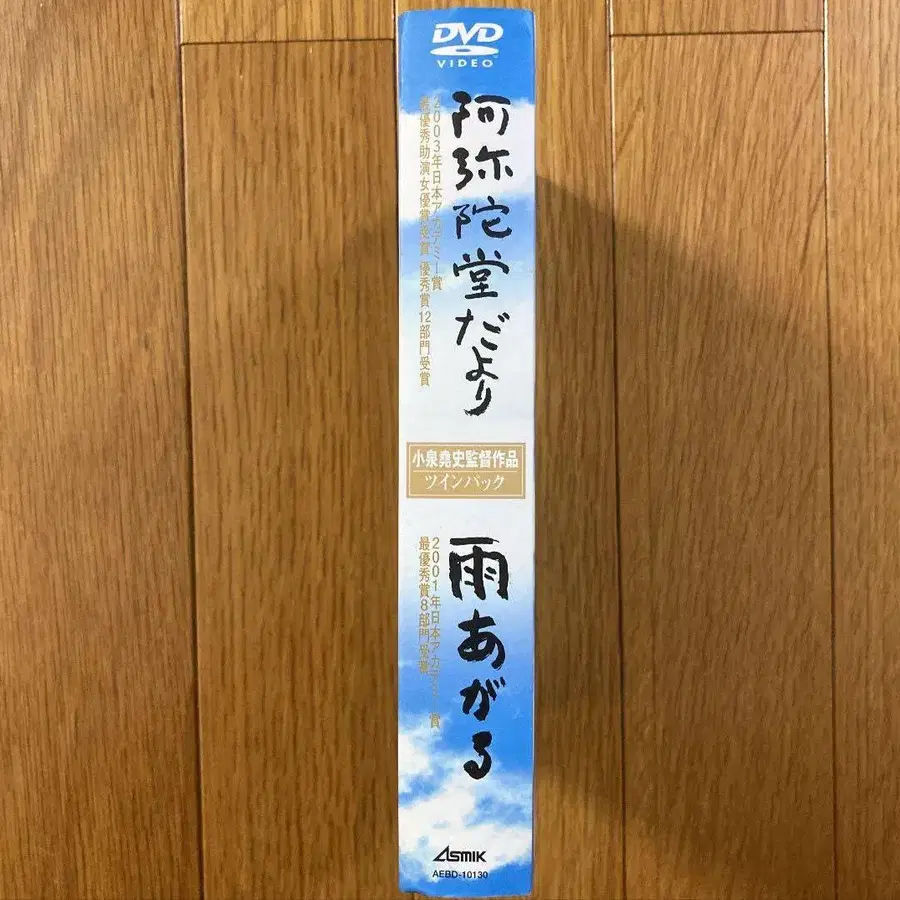 DVD
VIDEO
阿弥陀堂だより
2003年日本アカデミー賞
最優秀助演女優賞受賞 優秀賞12部門受賞
小泉堯史監督作品
ツインパック
雨あがる
2001年日本アカデミー賞
最優秀賞8部門受賞
ASMIK
AEBD-10130